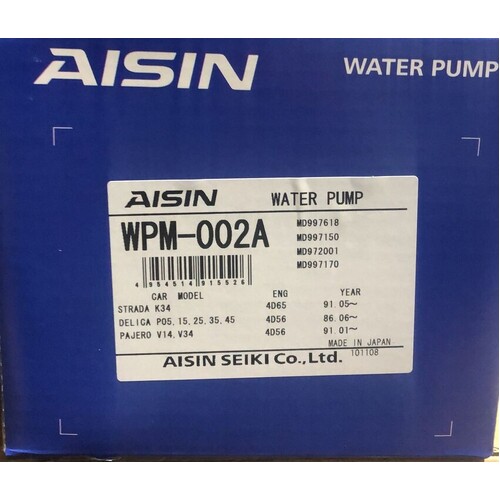 AISIN WATER PUMP
AISIN WATER PUMP
WPM-002A
MD997618
MD997150
MD972001
MD997170
4954514915526
CAR MODEL ENG YEAR
STRADA K34 4D65 91.05~
DELICA P05,15,25,35,45 4D56 86.06~
PAJERO V14,V34 4D56 91.01~
AISIN SEIKI Co.,Ltd. MADE IN JAPAN
101108